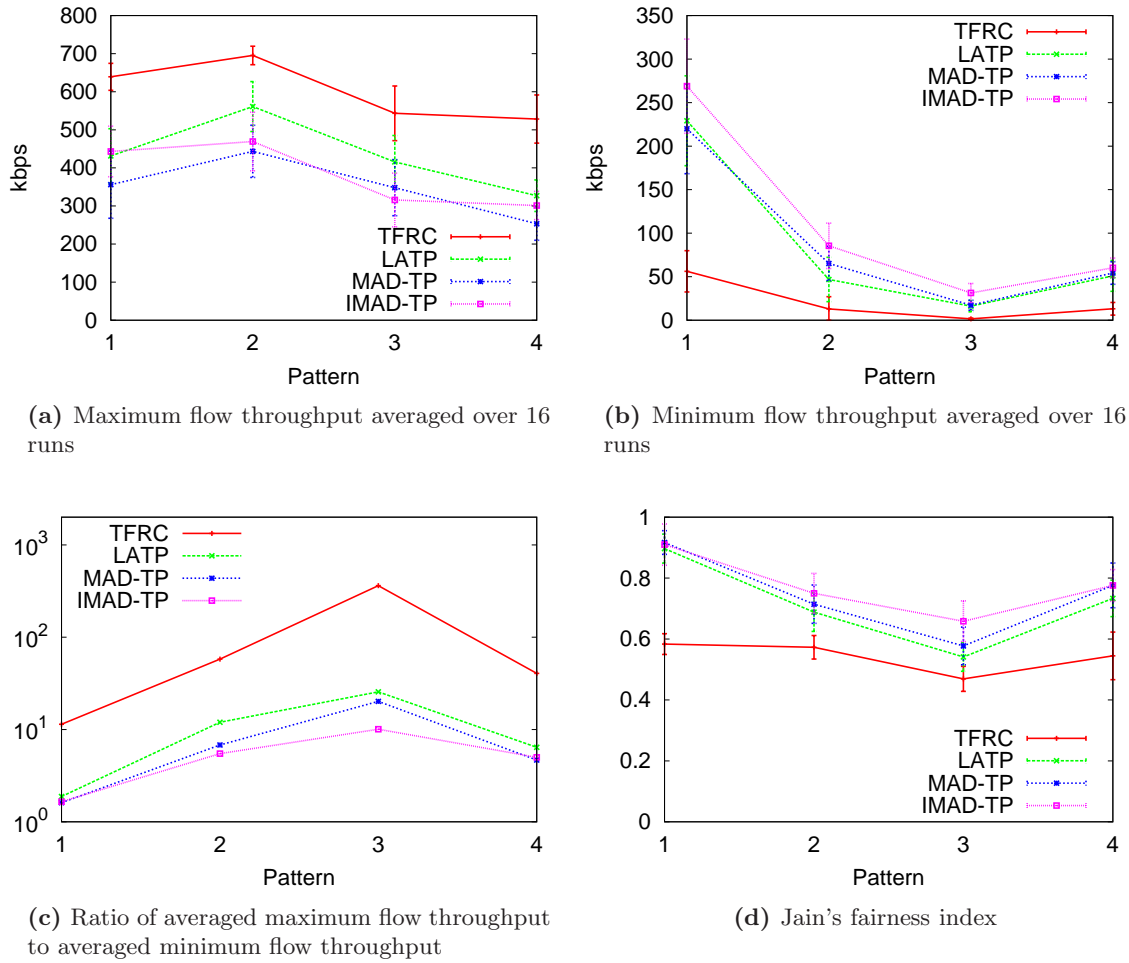 800
700
600
500
400
300
200
100
0
kbps
TFRC
LATP
MAD-TP
IMAD-TP
1 2 3 4
Pattern
(a) Maximum flow throughput averaged over 16
runs
350
300
250
200
150
100
50
0
kbps
TFRC
LATP
MAD-TP
IMAD-TP
1 2 3 4
Pattern
(b) Minimum flow throughput averaged over 16
runs
10^3
10^2
10^1
10^0
TFRC
LATP
MAD-TP
IMAD-TP
1 2 3 4
Pattern
(c) Ratio of averaged maximum flow throughput
to averaged minimum flow throughput
1
0.8
0.6
0.4
0.2
0
TFRC
LATP
MAD-TP
IMAD-TP
1 2 3 4
Pattern
(d) Jain's fairness index